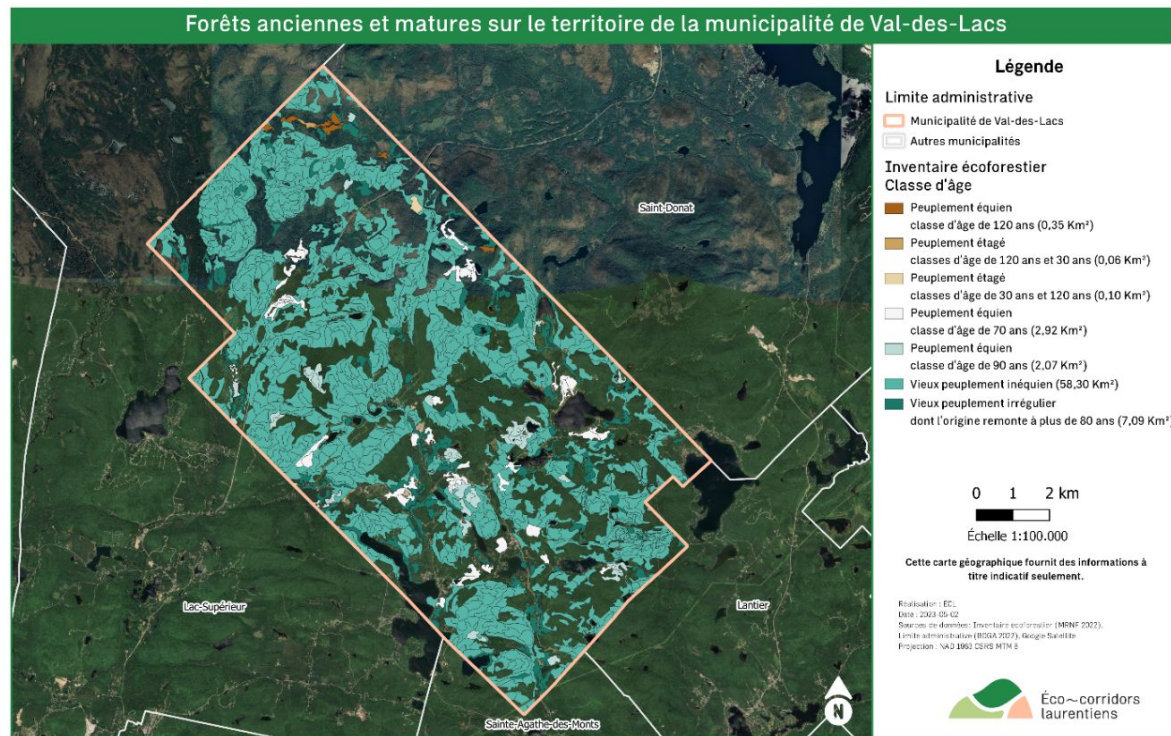 Forêts anciennes et matures sur le territoire de la municipalité de Val-des-Lacs
Saint-Donat
Lac-Supérieur
Lantier
Sainte-Agathe-des-Monts
N
Légende
Limite administrative
Municipalité de Val-des-Lacs
Autres municipalités
Inventaire écoforestier
Classe d'âge
Peuplement équien
classe d'âge de 120 ans (0,35 Km²)
Peuplement étagé
classes d'âge de 120 ans et 30 ans (0,06 Km²)
Peuplement étagé
classes d'âge de 30 ans et 120 ans (0,10 Km²)
Peuplement équien
classe d'âge de 70 ans (2,92 Km²)
Peuplement équien
classe d'âge de 90 ans (2,07 Km²)
Vieux peuplement inéquien (58,30 Km²)
Vieux peuplement irrégulier
dont l'origine remonte à plus de 80 ans (7,09 Km²)
0 1 2 km
Échelle 1:100.000
Cette carte géographique fournit des informations à
titre indicatif seulement.
Réalisation : ECL
Date : 2023-05-02
Sources de données: Inventaire écoforestier (MRNF 2022),
Limite administrative (BDGA 2022), Google Satellite
Projection : NAD 1983 CSRS MTM 8
Éco~corridors
laurentiens